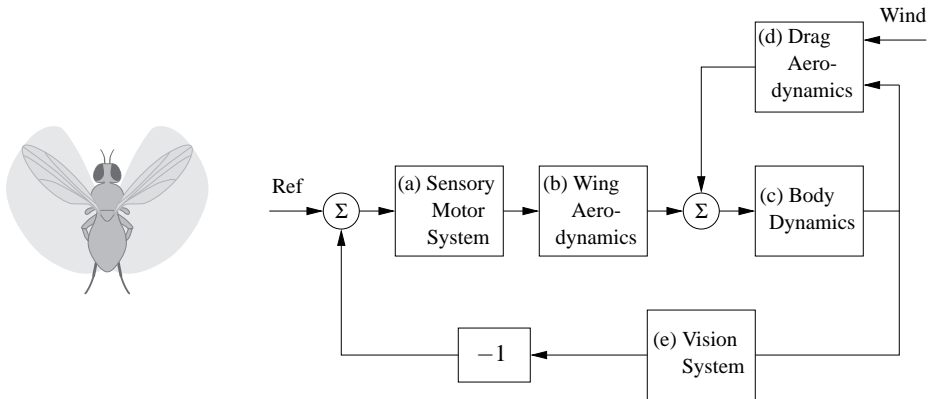 Wind
(d) Drag
Aero-
dynamics
Ref
Σ
(a) Sensory
Motor
System
(b) Wing
Aero-
dynamics
Σ
(c) Body
Dynamics
−1
(e) Vision
System